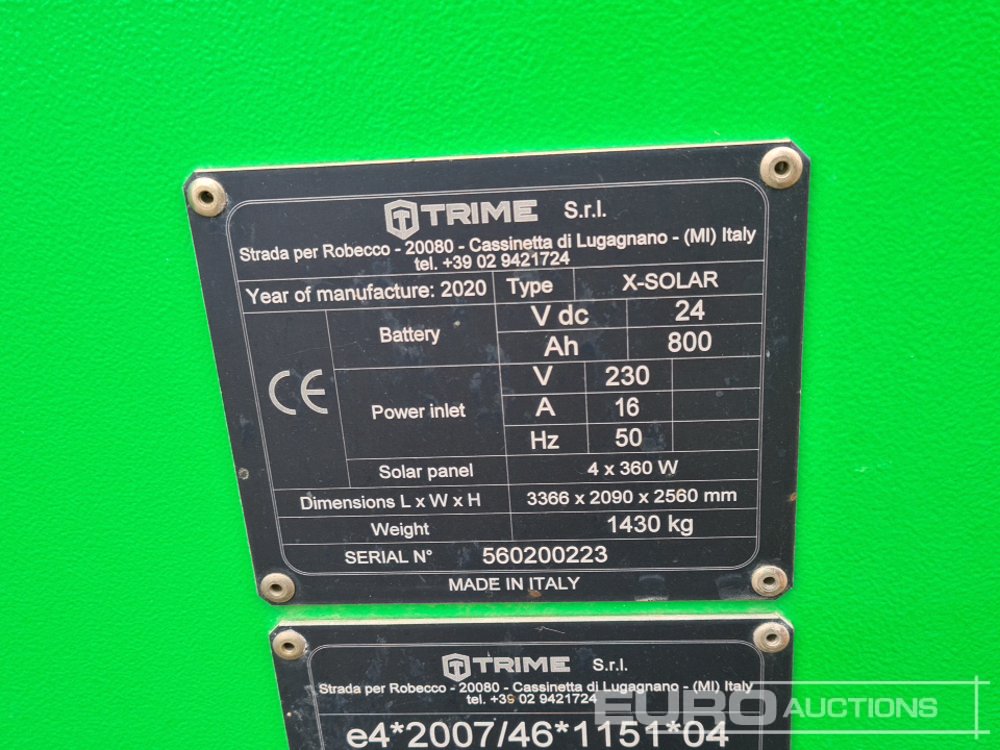 TRIME S.r.l.
Strada per Robecco - 20080 - Cassinetta di Lugagnano - (MI) Italy
tel. +39 02 9421724
Year of manufacture: 2020 Type X-SOLAR
Battery V dc 24
Ah 800
CE
Power inlet V 230
A 16
Hz 50
Solar panel 4 x 360 W
Dimensions L x W x H 3366 x 2090 x 2560 mm
Weight 1430 kg
SERIAL N° 560200223
MADE IN ITALY
TRIME S.r.l.
Strada per Robecco - 20080 - Cassinetta di Lugagnano - (MI) Italy
tel. +39 02 9421724
e4*2007/46*1151*04
EURO AUCTIONS